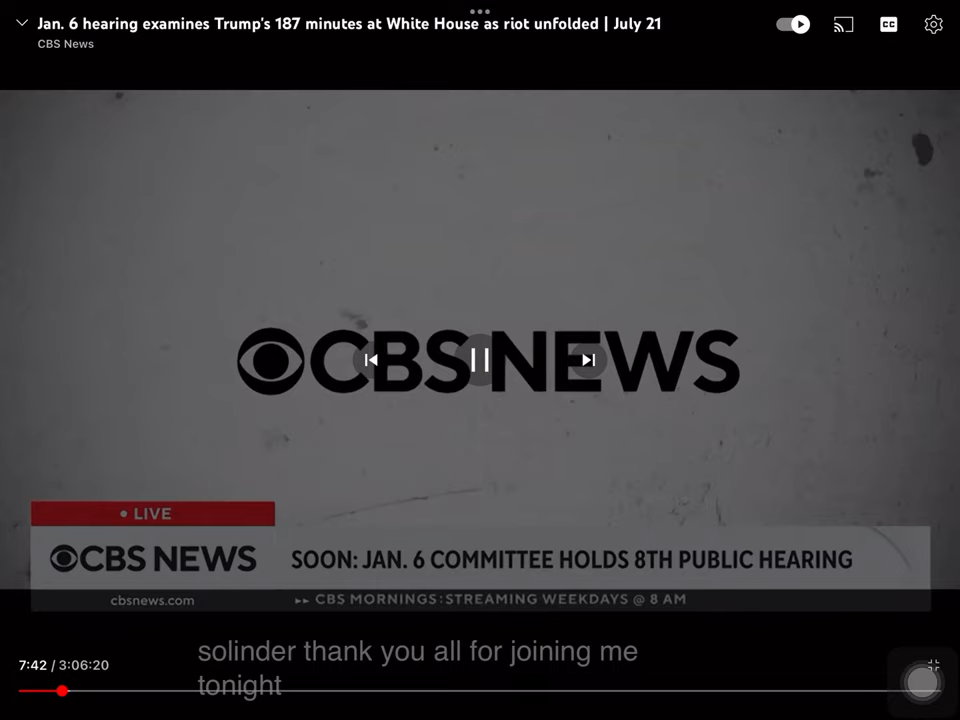 Jan. 6 hearing examines Trump's 187 minutes at White House as riot unfolded | July 21
CC
CBS News
CBS NEWS
• LIVE
CBS NEWS
SOON: JAN. 6 COMMITTEE HOLDS 8TH PUBLIC HEARING
cbsnews.com
►► CBS MORNINGS: STREAMING WEEKDAYS @ 8 AM
solinder thank you all for joining me
tonight
7:42 / 3:06:20